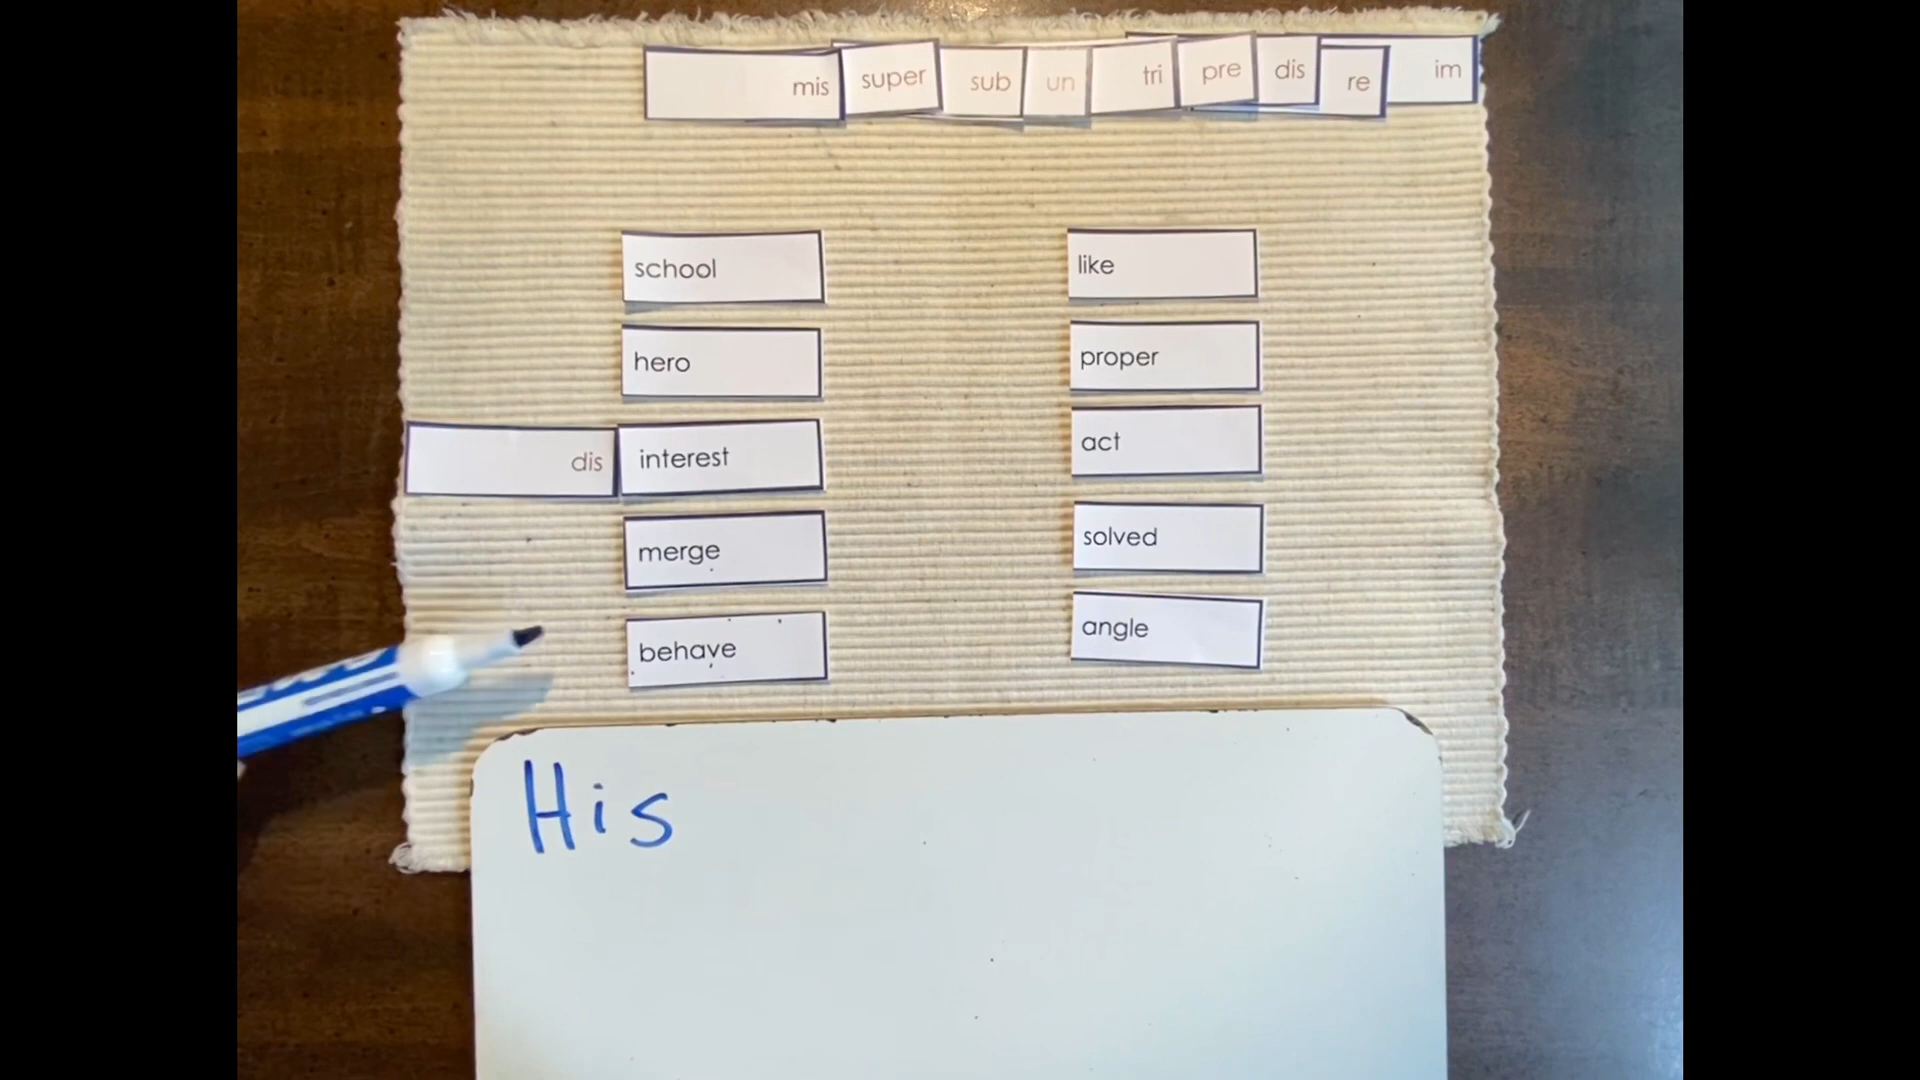 mis super sub un tri pre dis re im
school
hero
dis interest
merge
behave
like
proper
act
solved
angle
His